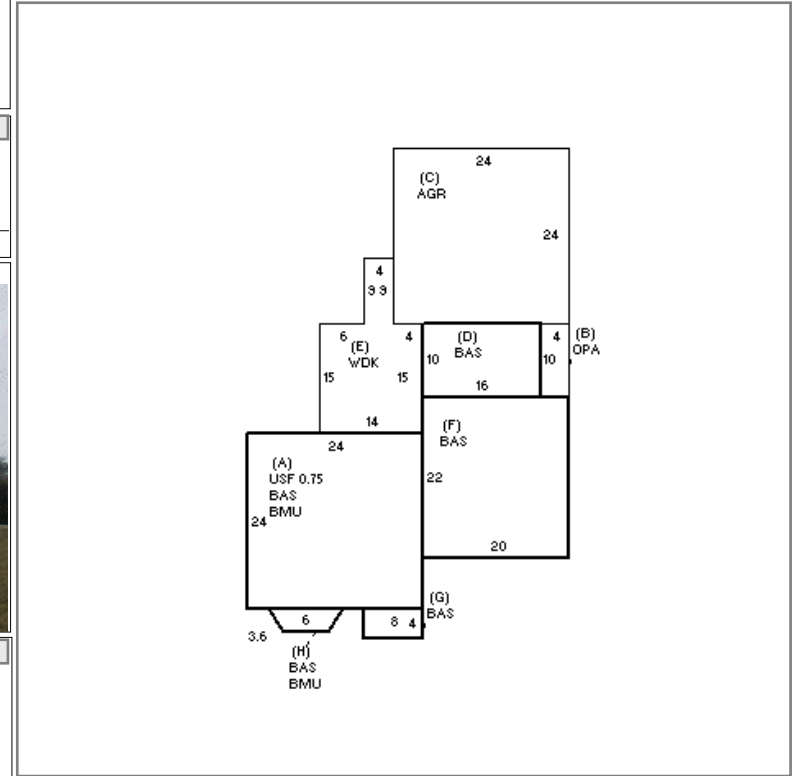 24
(C)
AGR
24
4
9 9
6
(E)
WDK
4
15
15
14
(D)
BAS
10
16
4
10
(B)
OPA
(F)
BAS
22
20
24
(A)
USF 0.75
BAS
BMU
24
(G)
BAS
8 4
6
3.6
(H)
BAS
BMU